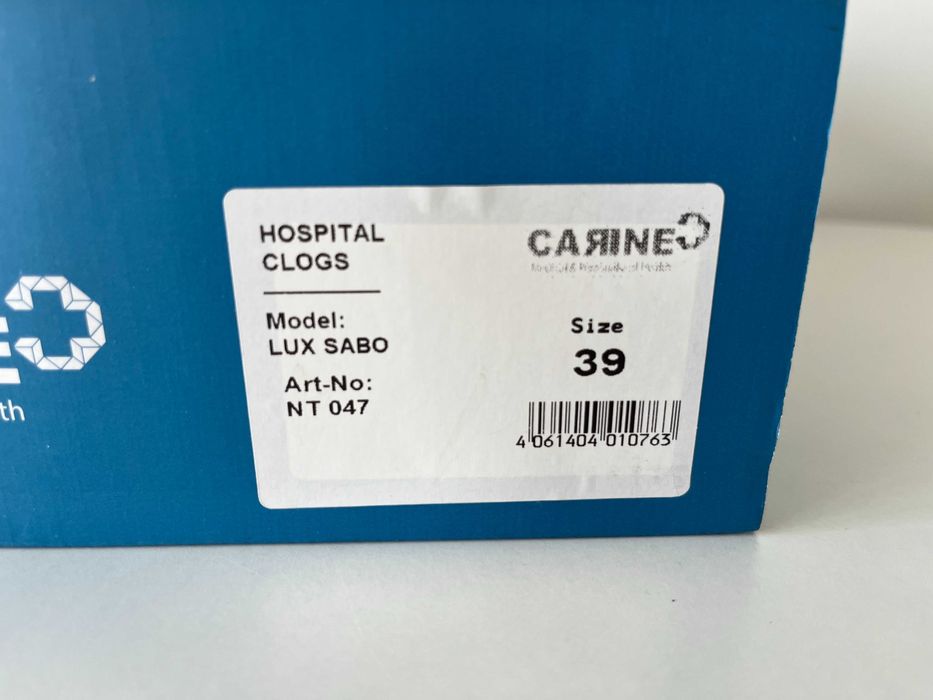 HOSPITAL
CLOGS
Model:
LUX SABO
Art-No:
NT 047
CARINE
Size
39
4 061404 010763
th